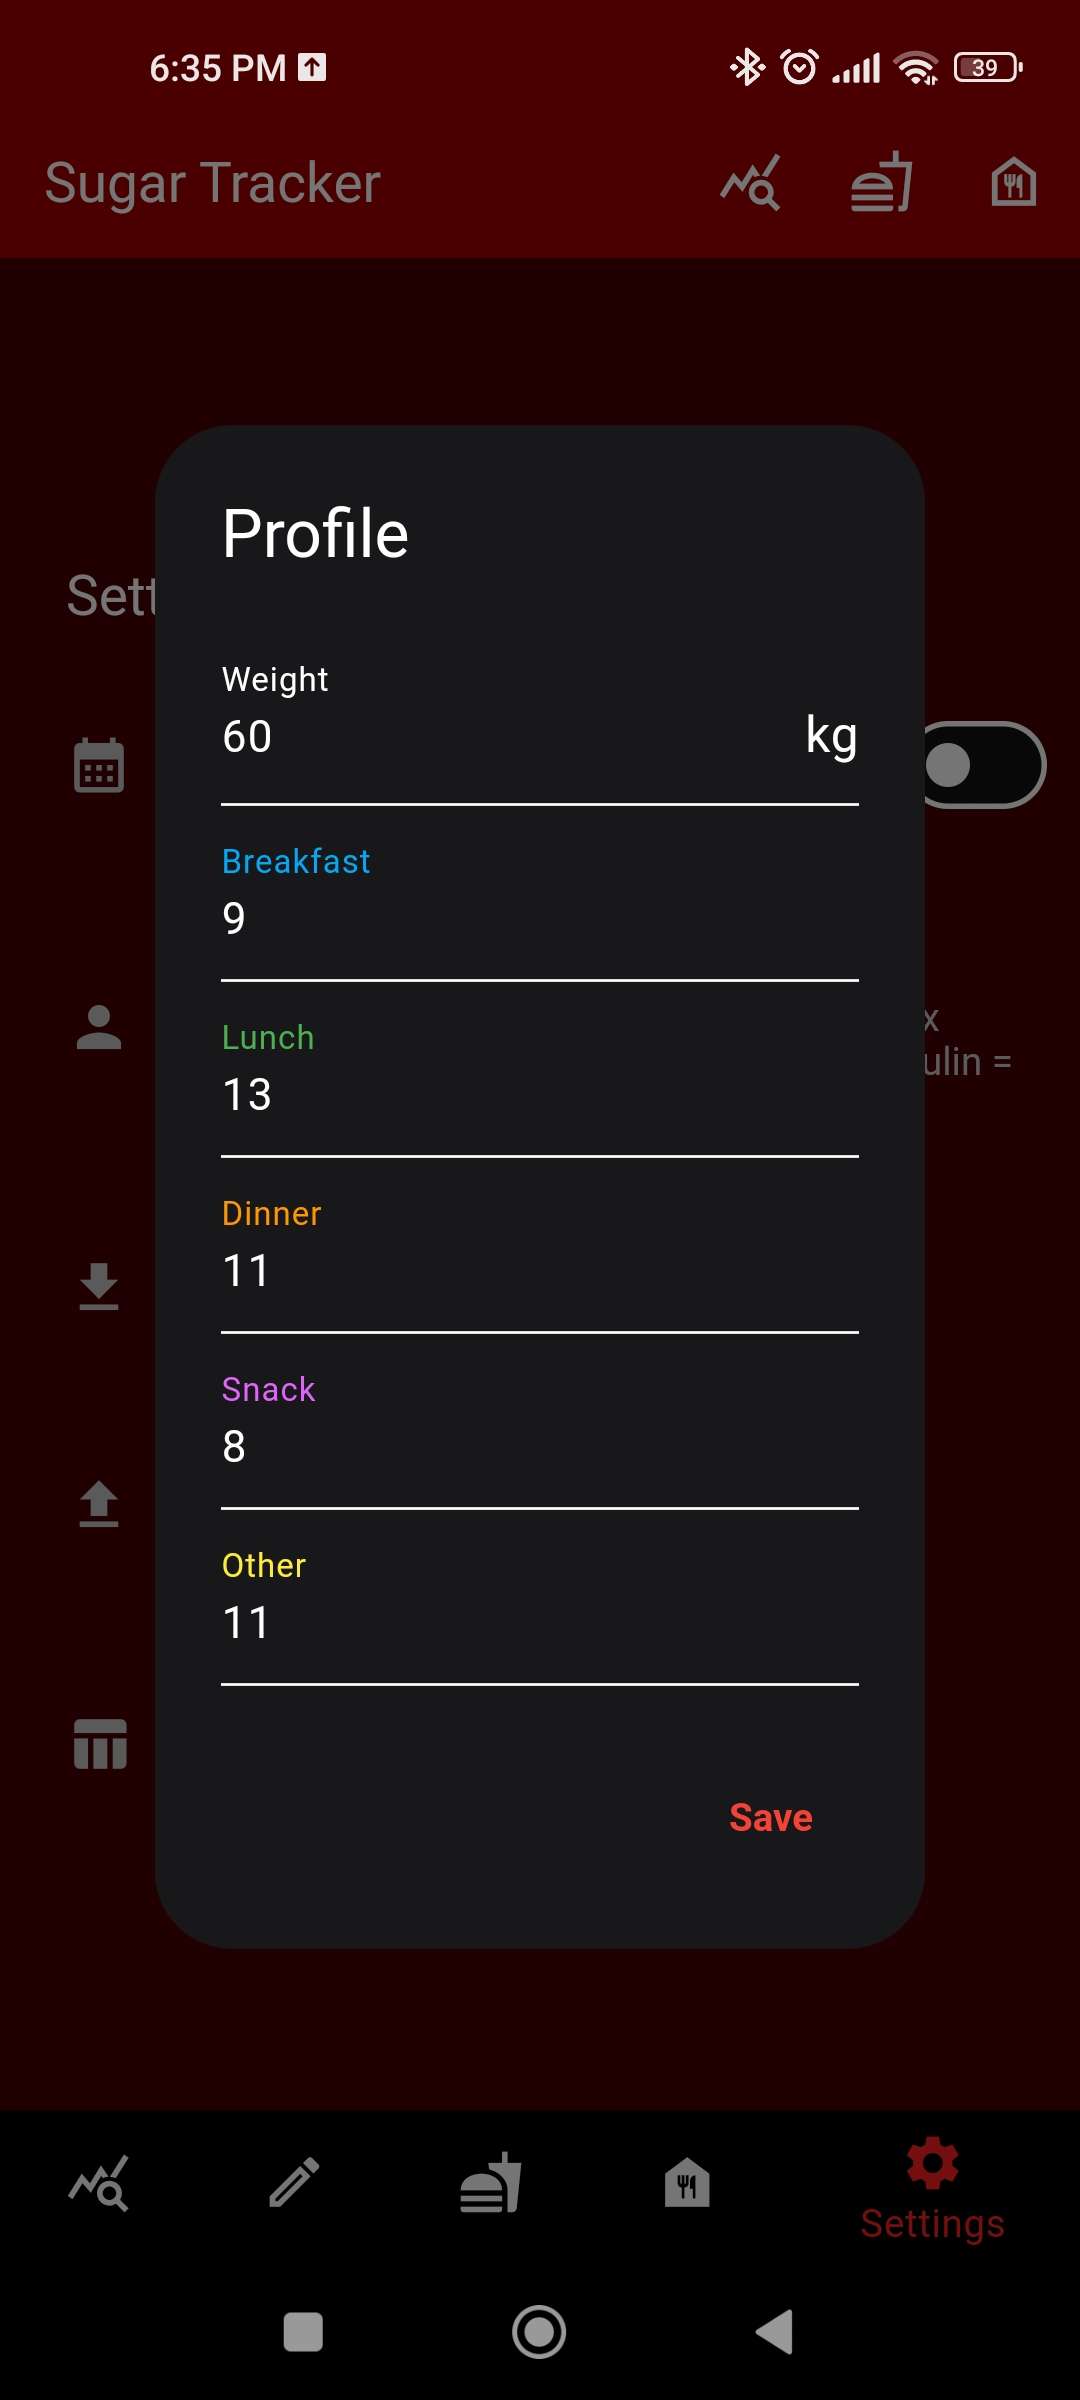 6:35 PM
39
Sugar Tracker
Profile
Weight
60 kg
Breakfast
9
x
ulin =
Lunch
13
Dinner
11
Snack
8
Other
11
Save
Settings